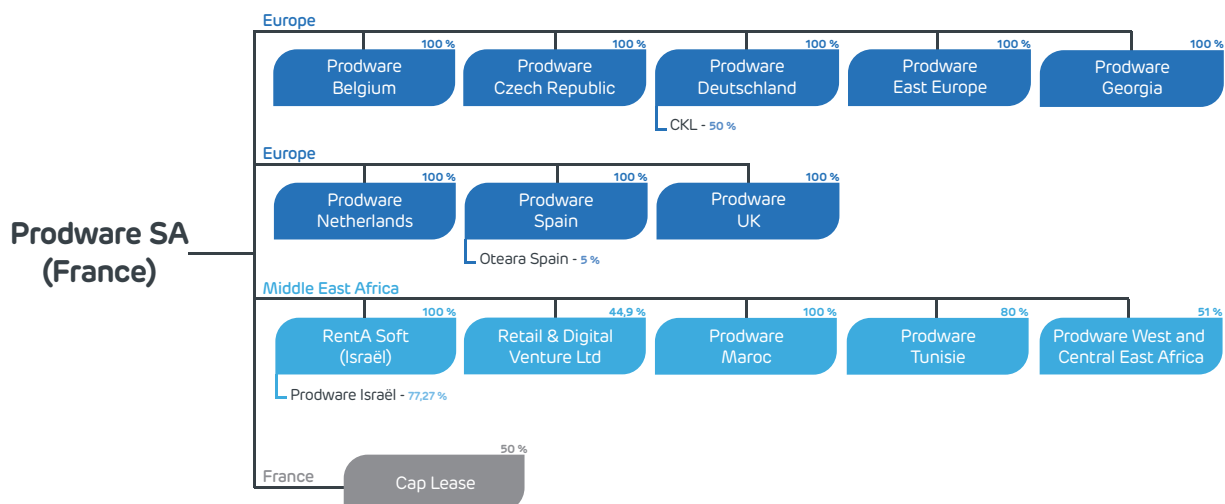 Europe
100 %
100 %
100 %
100 %
100 %
Prodware
Belgium
Prodware
Czech Republic
Prodware
Deutschland
Prodware
East Europe
Prodware
Georgia
CKL - 50 %
Europe
100 %
100 %
100 %
Prodware
Netherlands
Prodware
Spain
Prodware
UK
Oteara Spain - 5 %
Prodware SA
(France)
Middle East Africa
100 %
44,9 %
100 %
80 %
51 %
RentA Soft
(Israël)
Retail & Digital
Venture Ltd
Prodware
Maroc
Prodware
Tunisie
Prodware West and
Central East Africa
Prodware Israël - 77,27 %
50 %
France
Cap Lease